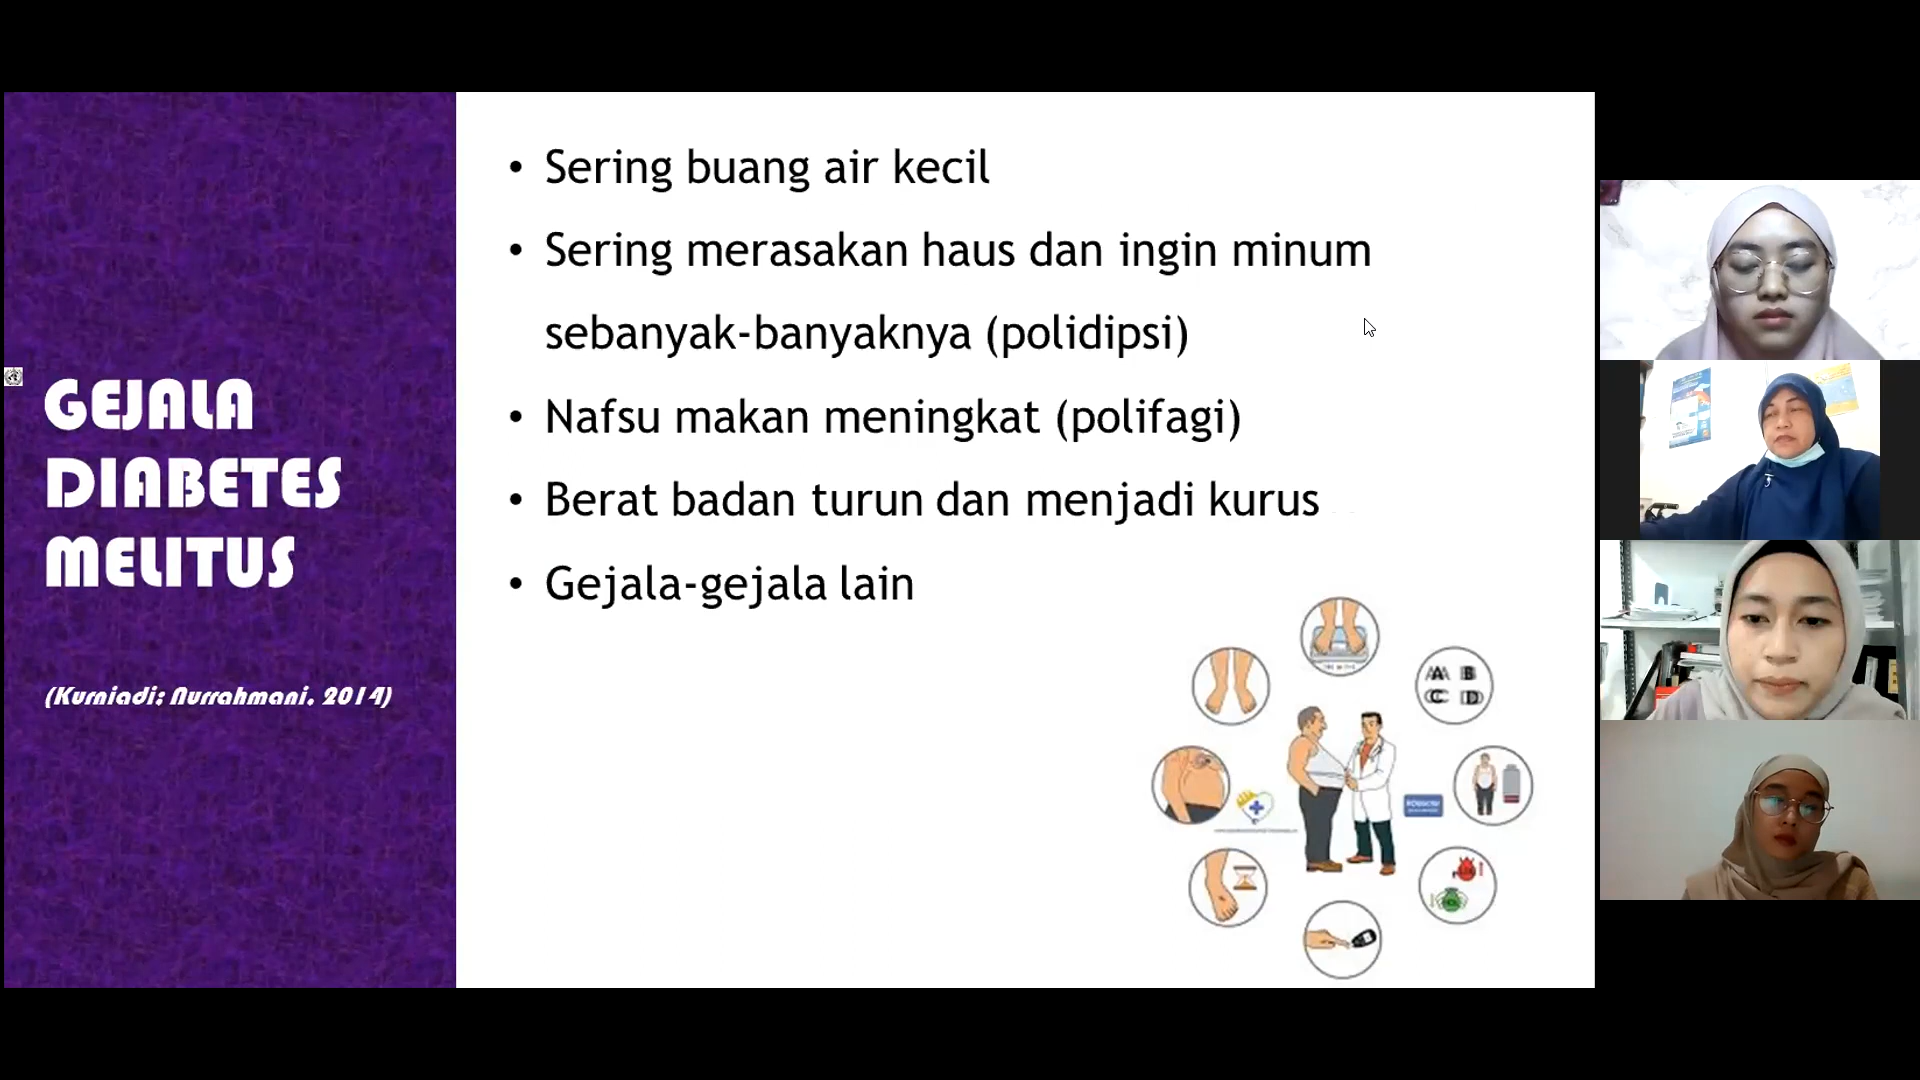 GEJALA
DIABETES
MELITUS
(Kurniadi; Nurrahmani, 2014)
• Sering buang air kecil
• Sering merasakan haus dan ingin minum
sebanyak-banyaknya (polidipsi)
• Nafsu makan meningkat (polifagi)
• Berat badan turun dan menjadi kurus
• Gejala-gejala lain
A B
C D